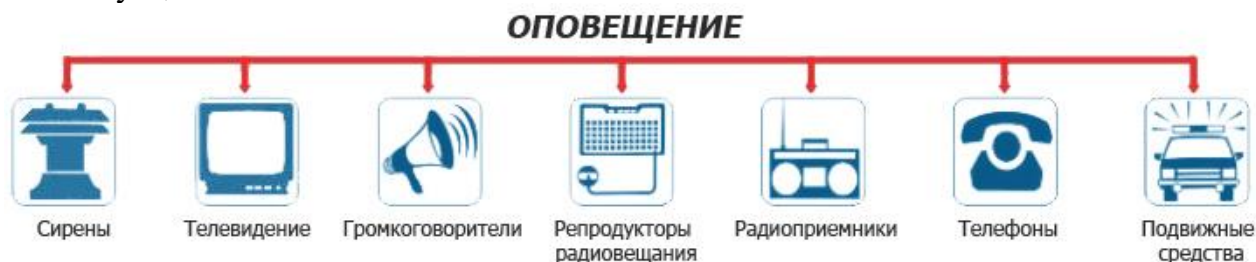 ОПОВЕЩЕНИЕ
Сирены
Телевидение
Громкоговорители
Репродукторы
радиовещания
Радиоприемники
Телефоны
Подвижные
средства